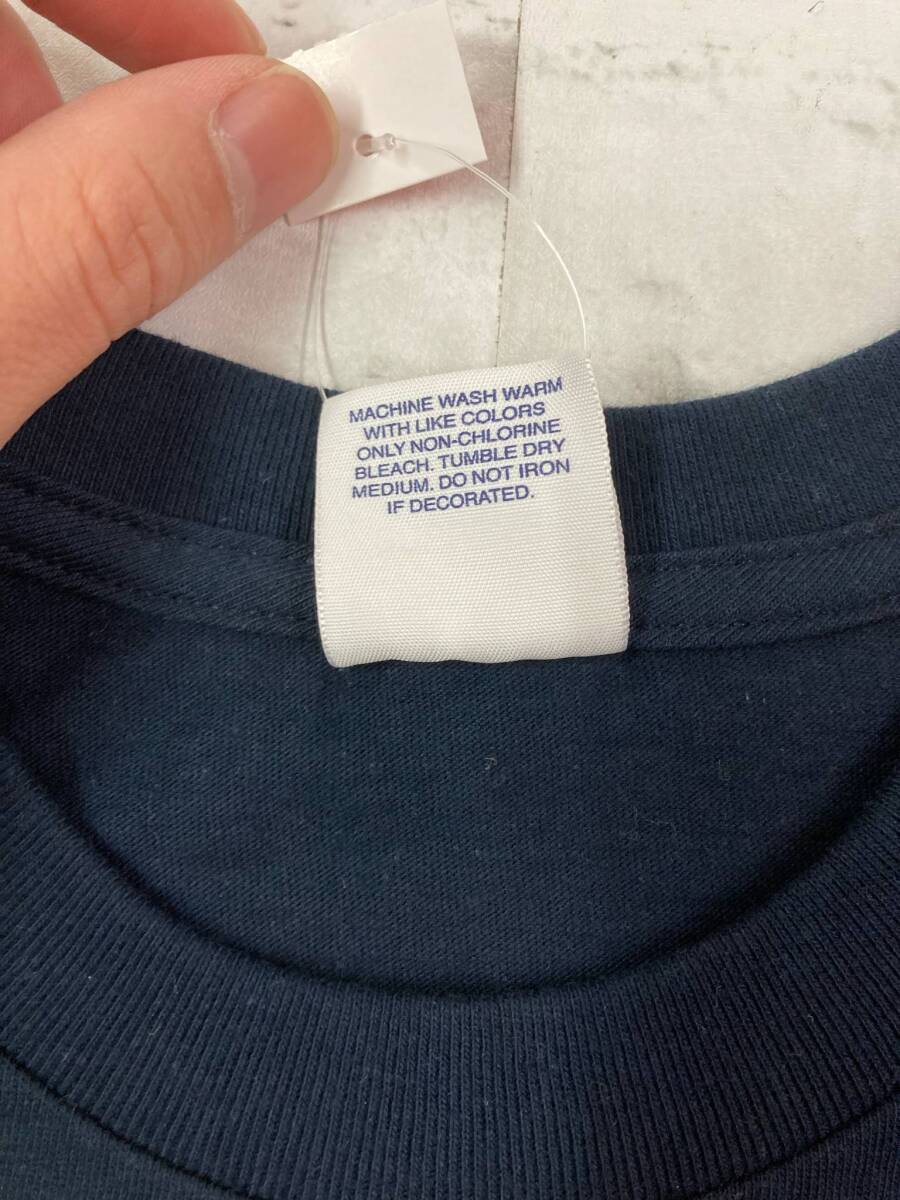 MACHINE WASH WARM
WITH LIKE COLORS
ONLY NON-CHLORINE
BLEACH. TUMBLE DRY
MEDIUM. DO NOT IRON
IF DECORATED.